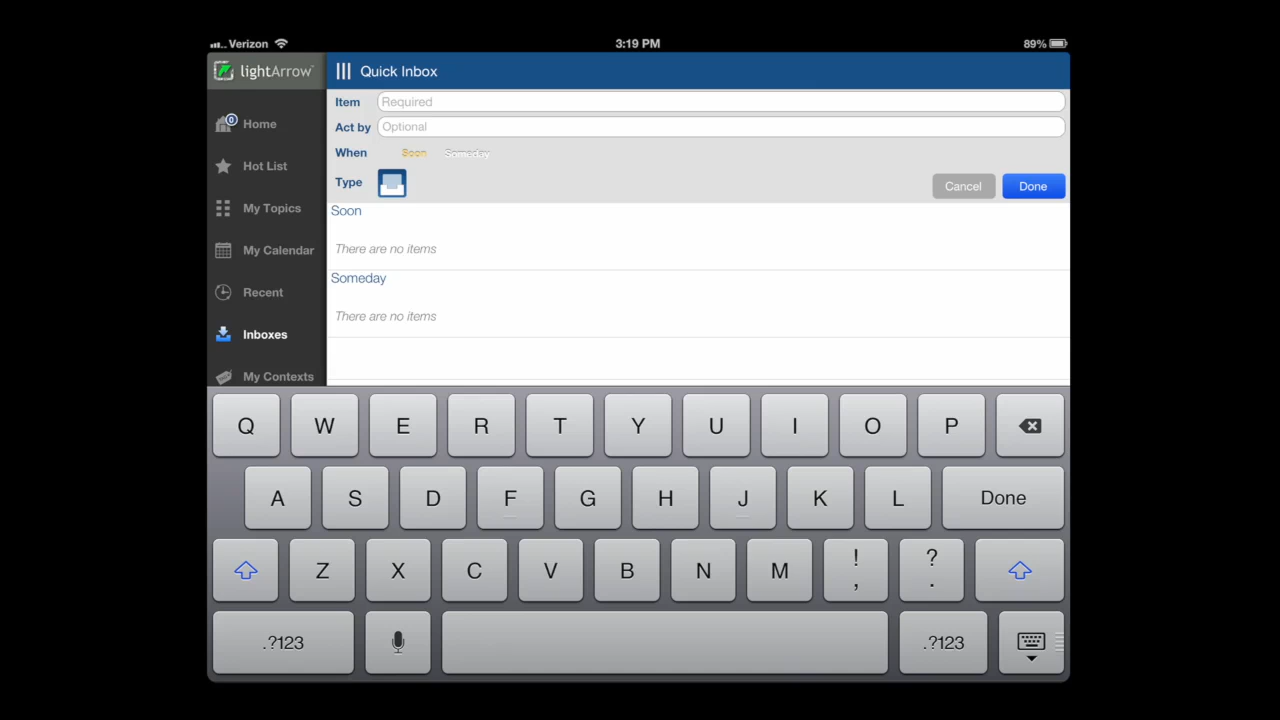 Verizon
3:19 PM
89%
lightArrow
Quick Inbox
Item
Required
Act by
Optional
0
Home
When
Soon
Someday
Hot List
Type
Cancel
Done
My Topics
Soon
My Calendar
There are no items
Someday
Recent
There are no items
Inboxes
My Contexts
Q W E R T Y U I O P
A S D F G H J K L Done
Z X C V B N M ! , ? .
.?123 .?123